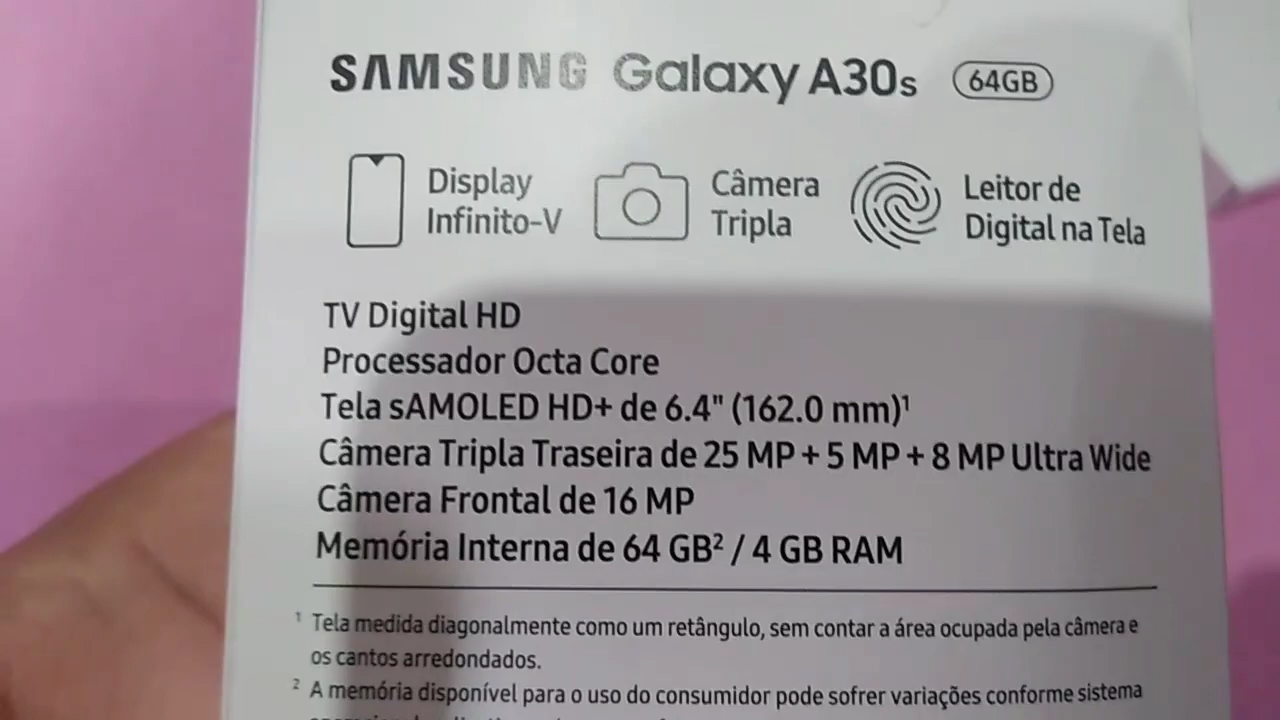 SAMSUNG Galaxy A30s 64GB
Display
Infinito-V
Câmera
Tripla
Leitor de
Digital na Tela
TV Digital HD
Processador Octa Core
Tela sAMOLED HD+ de 6.4" (162.0 mm)¹
Câmera Tripla Traseira de 25 MP + 5 MP + 8 MP Ultra Wide
Câmera Frontal de 16 MP
Memória Interna de 64 GB² / 4 GB RAM
¹ Tela medida diagonalmente como um retângulo, sem contar a área ocupada pela câmera e
os cantos arredondados.
² A memória disponível para o uso do consumidor pode sofrer variações conforme sistema